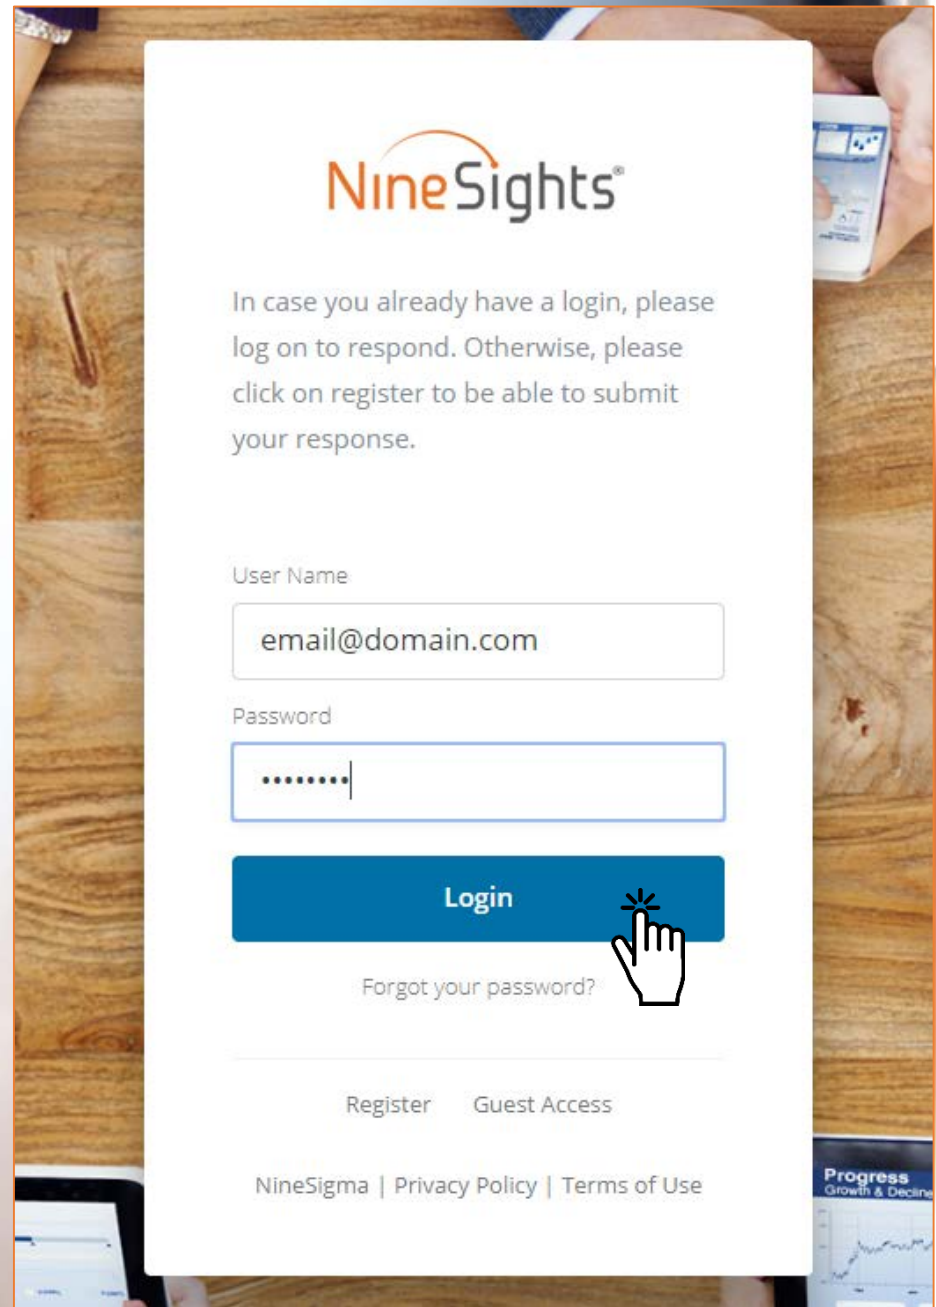 NineSights®
In case you already have a login, please
log on to respond. Otherwise, please
click on register to be able to submit
your response.
User Name
email@domain.com
Password
••••••••
Login
Forgot your password?
Register Guest Access
NineSigma | Privacy Policy | Terms of Use
Progress
Growth & Decline